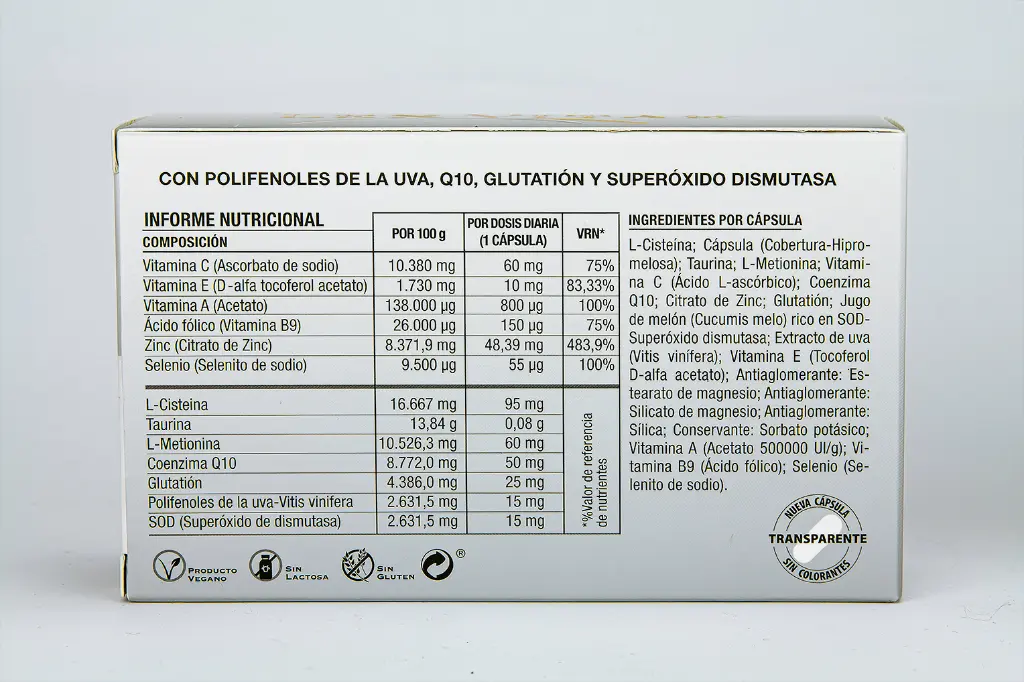 CON POLIFENOLES DE LA UVA, Q10, GLUTATIÓN Y SUPERÓXIDO DISMUTASA
INFORME NUTRICIONAL
COMPOSICIÓN
POR 100 g
POR DOSIS DIARIA
(1 CÁPSULA)
VRN*
Vitamina C (Ascorbato de sodio) 10.380 mg 60 mg 75%
Vitamina E (D-alfa tocoferol acetato) 1.730 mg 10 mg 83,33%
Vitamina A (Acetato) 138.000 µg 800 µg 100%
Ácido fólico (Vitamina B9) 26.000 µg 150 µg 75%
Zinc (Citrato de Zinc) 8.371,9 mg 48,39 mg 483,9%
Selenio (Selenito de sodio) 9.500 µg 55 µg 100%
L-Cisteina 16.667 mg 95 mg
Taurina 13,84 g 0,08 g
L-Metionina 10.526,3 mg 60 mg
Coenzima Q10 8.772,0 mg 50 mg
Glutatión 4.386,0 mg 25 mg
Polifenoles de la uva-Vitis vinifera 2.631,5 mg 15 mg
SOD (Superóxido de dismutasa) 2.631,5 mg 15 mg
*%Valor de referencia
de nutrientes
INGREDIENTES POR CÁPSULA
L-Cisteína; Cápsula (Cobertura-Hipro-
melosa); Taurina; L-Metionina; Vitami-
na C (Ácido L-ascórbico); Coenzima
Q10; Citrato de Zinc; Glutatión; Jugo
de melón (Cucumis melo) rico en SOD-
Superóxido dismutasa; Extracto de uva
(Vitis vinífera); Vitamina E (Tocoferol
D-alfa acetato); Antiaglomerante: Es-
tearato de magnesio; Antiaglomerante:
Silicato de magnesio; Antiaglomerante:
Sílica; Conservante: Sorbato potásico;
Vitamina A (Acetato 500000 UI/g); Vi-
tamina B9 (Ácido fólico); Selenio (Se-
lenito de sodio).
NUEVA CÁPSULA
TRANSPARENTE
SIN COLORANTES
PRODUCTO
VEGANO
SIN
LACTOSA
SIN
GLUTEN
®